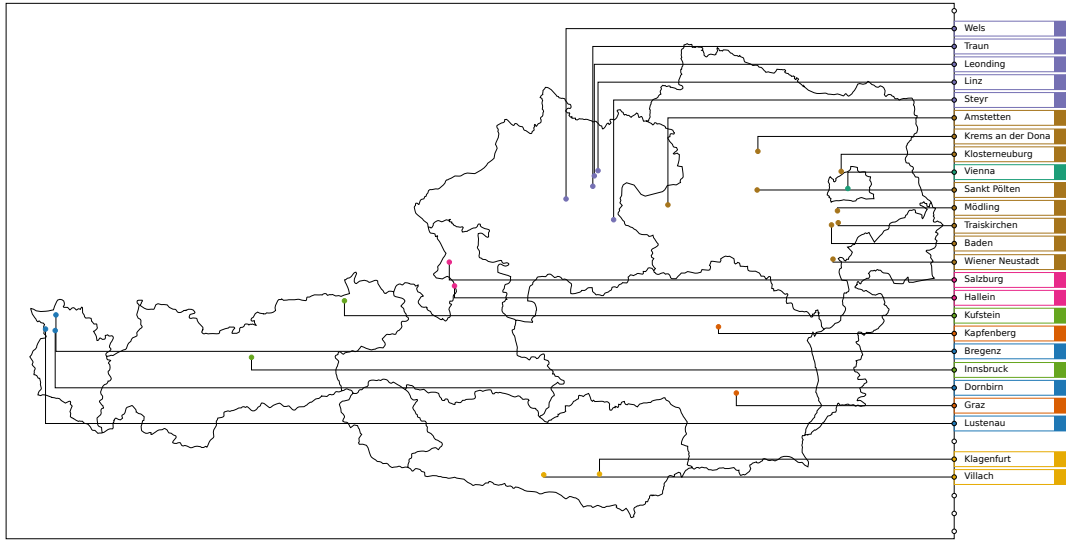 Wels
Traun
Leonding
Linz
Steyr
Amstetten
Krems an der Dona
Klosterneuburg
Vienna
Sankt Pölten
Mödling
Traiskirchen
Baden
Wiener Neustadt
Salzburg
Hallein
Kufstein
Kapfenberg
Bregenz
Innsbruck
Dornbirn
Graz
Lustenau
Klagenfurt
Villach